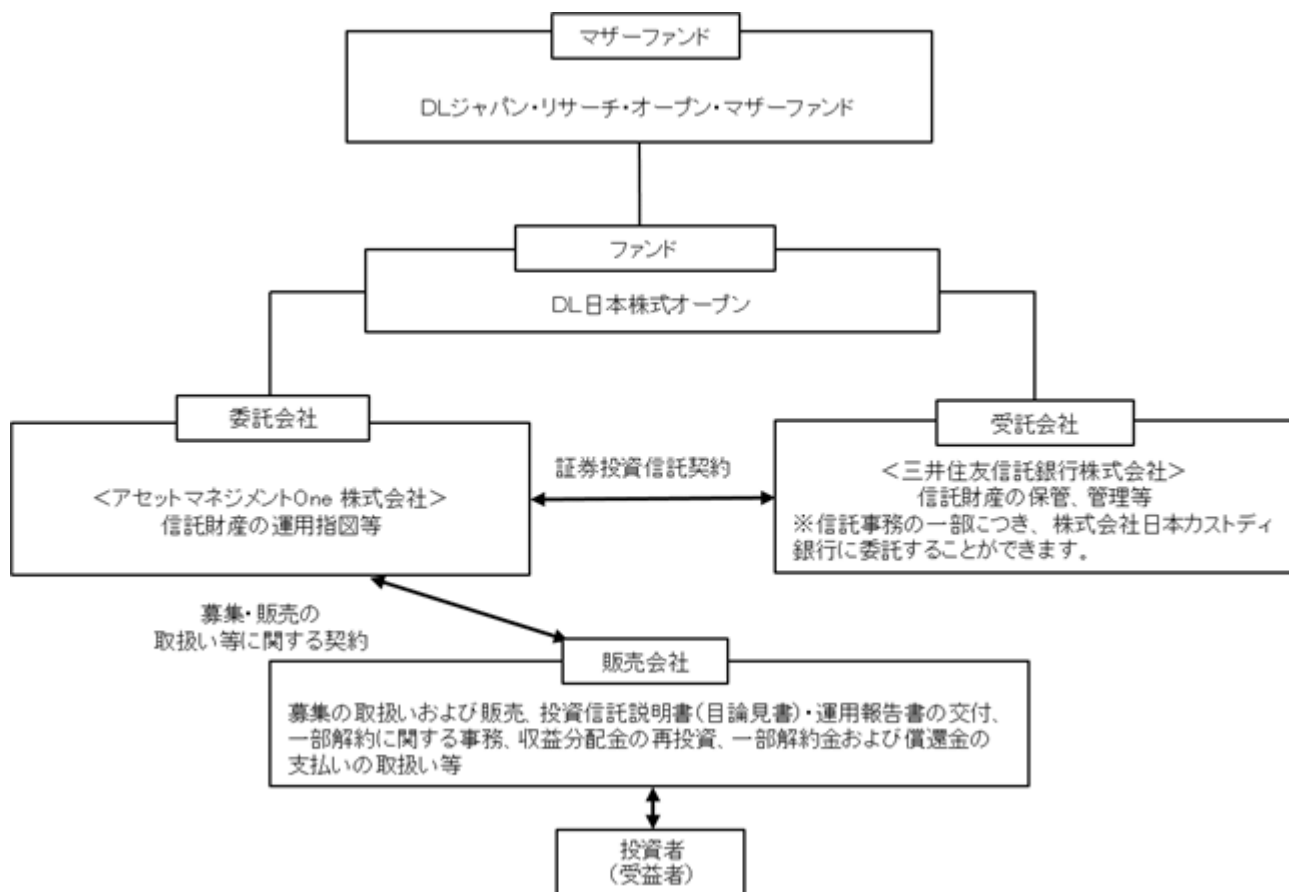 マザーファンド
DLジャパン・リサーチ・オープン・マザーファンド
ファンド
DL日本株式オープン
委託会社
<アセットマネジメントOne 株式会社>
信託財産の運用指図等
証券投資信託契約
受託会社
<三井住友信託銀行株式会社>
信託財産の保管、管理等
※信託事務の一部につき、株式会社日本カストディ
銀行に委託することができます。
募集・販売の
取扱い等に関する契約
販売会社
募集の取扱いおよび販売、投資信託説明書(目論見書)・運用報告書の交付、
一部解約に関する事務、収益分配金の再投資、一部解約金および償還金の
支払いの取扱い等
投資者
(受益者)